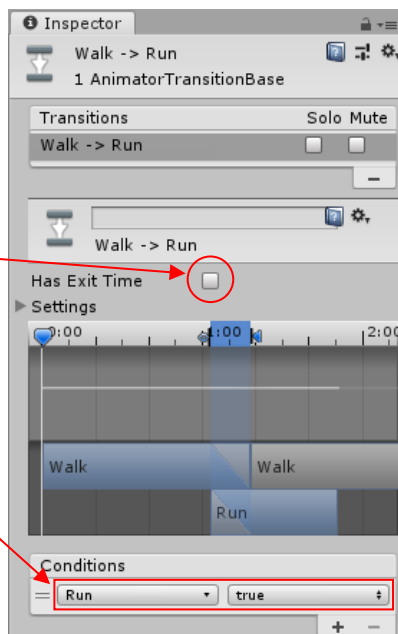 Inspector
Walk -> Run
1 AnimatorTransitionBase
Transitions Solo Mute
Walk -> Run
Walk -> Run
Has Exit Time
Settings
0:00 1:00 2:00
Walk Walk
Run
Conditions
Run true